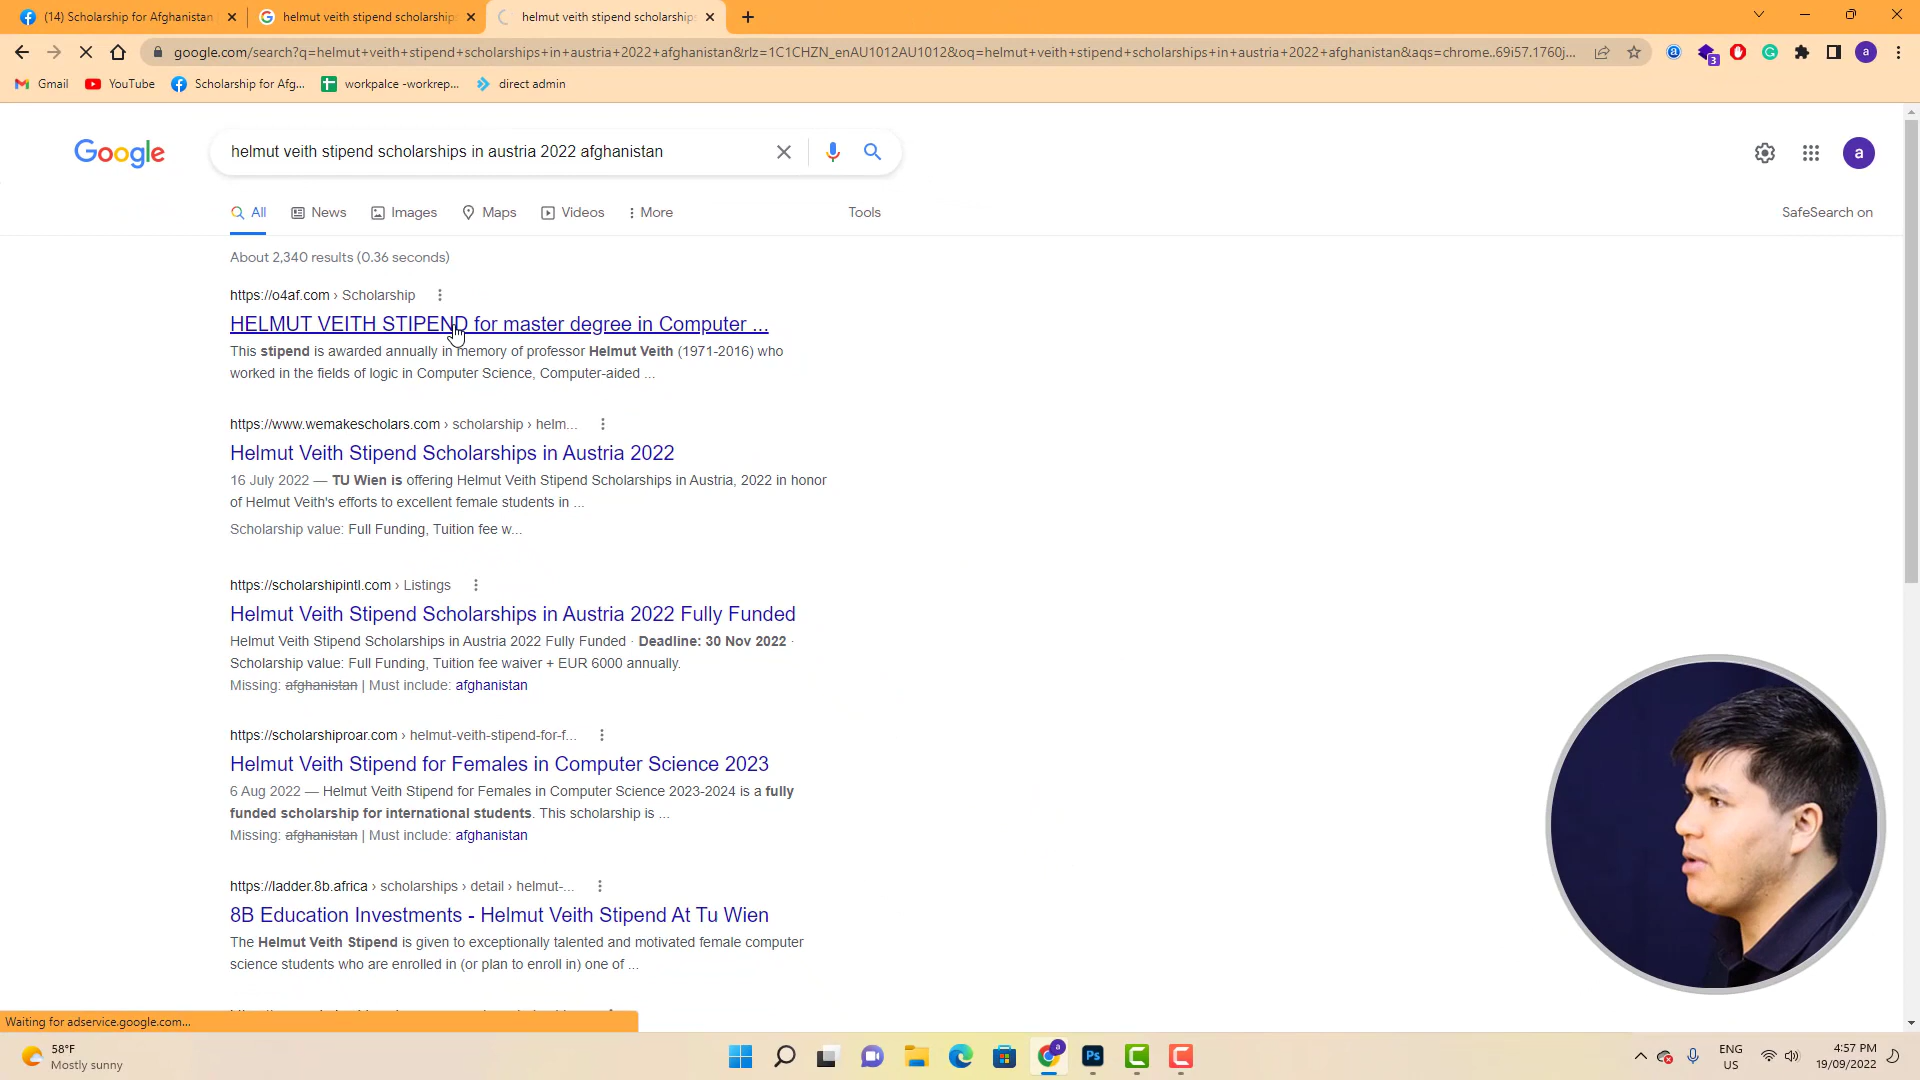 (14) Scholarship for Afghanistan
helmut veith stipend scholarship
helmut veith stipend scholarships
google.com/search?q=helmut+veith+stipend+scholarships+in+austria+2022+afghanistan&rlz=1C1CHZN_enAU1012AU1012&oq=helmut+veith+stipend+scholarships+in+austria+2022+afghanistan&aqs=chrome..69i57.1760j...
3
a
Gmail
YouTube
Scholarship for Afg...
workpalce -workrep...
direct admin
Google
helmut veith stipend scholarships in austria 2022 afghanistan
a
All
News
Images
Maps
Videos
More
Tools
SafeSearch on
About 2,340 results (0.36 seconds)
https://o4af.com › Scholarship
HELMUT VEITH STIPEND for master degree in Computer ...
This stipend is awarded annually in memory of professor Helmut Veith (1971-2016) who
worked in the fields of logic in Computer Science, Computer-aided ...
https://www.wemakescholars.com › scholarship › helm...
Helmut Veith Stipend Scholarships in Austria 2022
16 July 2022 — TU Wien is offering Helmut Veith Stipend Scholarships in Austria, 2022 in honor
of Helmut Veith's efforts to excellent female students in ...
Scholarship value: Full Funding, Tuition fee w...
https://scholarshipintl.com › Listings
Helmut Veith Stipend Scholarships in Austria 2022 Fully Funded
Helmut Veith Stipend Scholarships in Austria 2022 Fully Funded · Deadline: 30 Nov 2022 ·
Scholarship value: Full Funding, Tuition fee waiver + EUR 6000 annually.
Missing: afghanistan | Must include: afghanistan
https://scholarshiproar.com › helmut-veith-stipend-for-f...
Helmut Veith Stipend for Females in Computer Science 2023
6 Aug 2022 — Helmut Veith Stipend for Females in Computer Science 2023-2024 is a fully
funded scholarship for international students. This scholarship is ...
Missing: afghanistan | Must include: afghanistan
https://ladder.8b.africa › scholarships › detail › helmut-...
8B Education Investments - Helmut Veith Stipend At Tu Wien
The Helmut Veith Stipend is given to exceptionally talented and motivated female computer
science students who are enrolled in (or plan to enroll in) one of ...
Waiting for adservice.google.com...
58°F
Mostly sunny
a
Ps
ENG
US
4:57 PM
19/09/2022